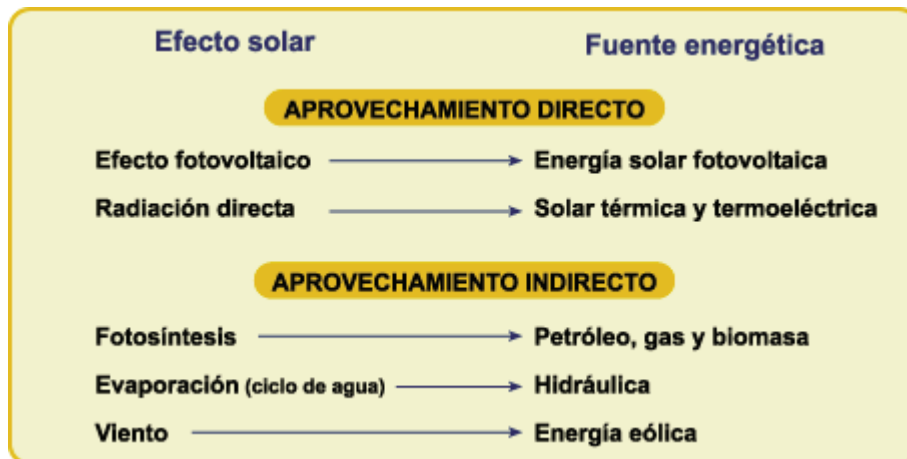 Efecto solar Fuente energética
APROVECHAMIENTO DIRECTO
Efecto fotovoltaico Energía solar fotovoltaica
Radiación directa Solar térmica y termoeléctrica
APROVECHAMIENTO INDIRECTO
Fotosíntesis Petróleo, gas y biomasa
Evaporación (ciclo de agua) Hidráulica
Viento Energía eólica